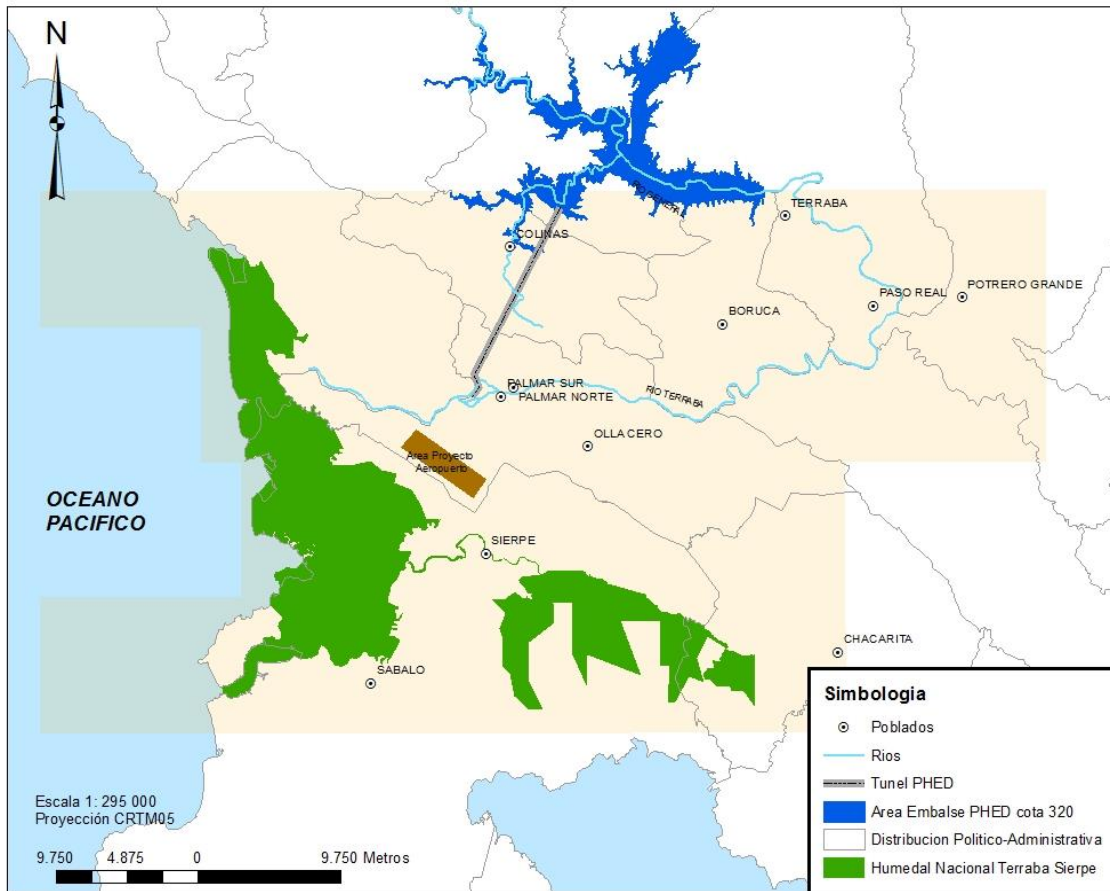 N
RIO GENERAL
TERRABA
COLINAS
PASO REAL
POTRERO GRANDE
BORUCA
PALMAR SUR
PALMAR NORTE
RIO TERRABA
OLLA CERO
Area Proyecto
Aeropuerto
OCEANO
PACIFICO
SIERPE
CHACARITA
SABALO
Simbologia
Poblados
Rios
Tunel PHED
Area Embalse PHED cota 320
Distribucion Politico-Administrativa
Humedal Nacional Terraba Sierpe
Escala 1: 295 000
Proyección CRTM05
9.750 4.875 0 9.750 Metros